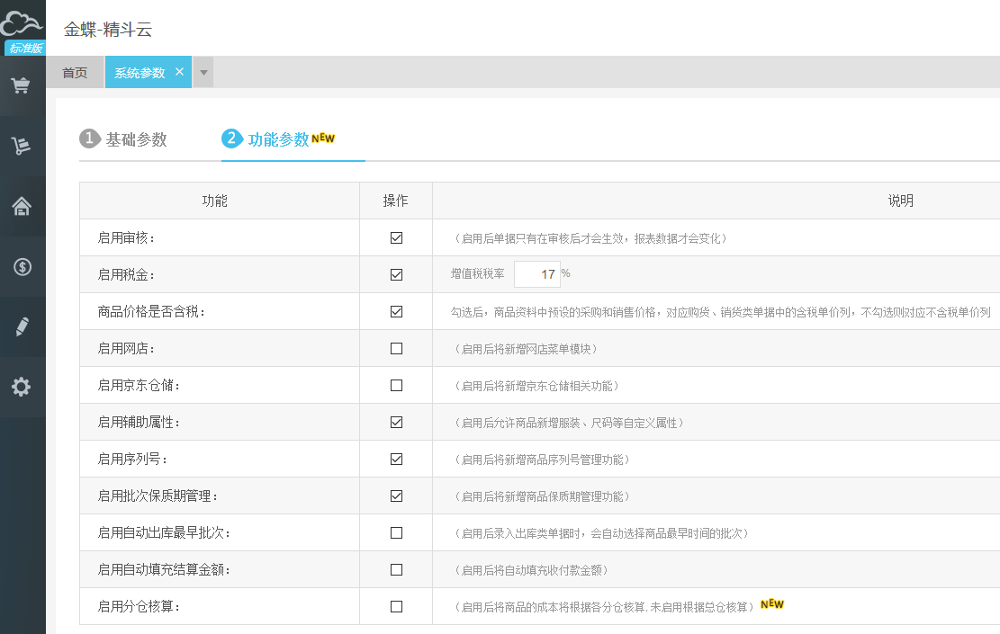 金蝶-精斗云
标准版
首页
系统参数 ×
1 基础参数
2 功能参数 NEW
功能 操作 说明
启用审核： （启用后单据只有在审核后才会生效，报表数据才会变化）
启用税金： 增值税税率 17 %
商品价格是否含税： 勾选后，商品资料中预设的采购和销售价格，对应购货、销货类单据中的含税单价列，不勾选则对应不含税单价列
启用网店： （启用后将新增网店菜单模块）
启用京东仓储： （启用后将新增京东仓储相关功能）
启用辅助属性： （启用后允许商品新增服装、尺码等自定义属性）
启用序列号： （启用后将新增商品序列号管理功能）
启用批次保质期管理： （启用后将新增商品保质期管理功能）
启用自动出库最早批次： （启用后录入出库类单据时，会自动选择商品最早时间的批次）
启用自动填充结算金额： （启用后将自动填充收付款金额）
启用分仓核算： （启用后将商品的成本将根据各分仓核算,未启用根据总仓核算） NEW